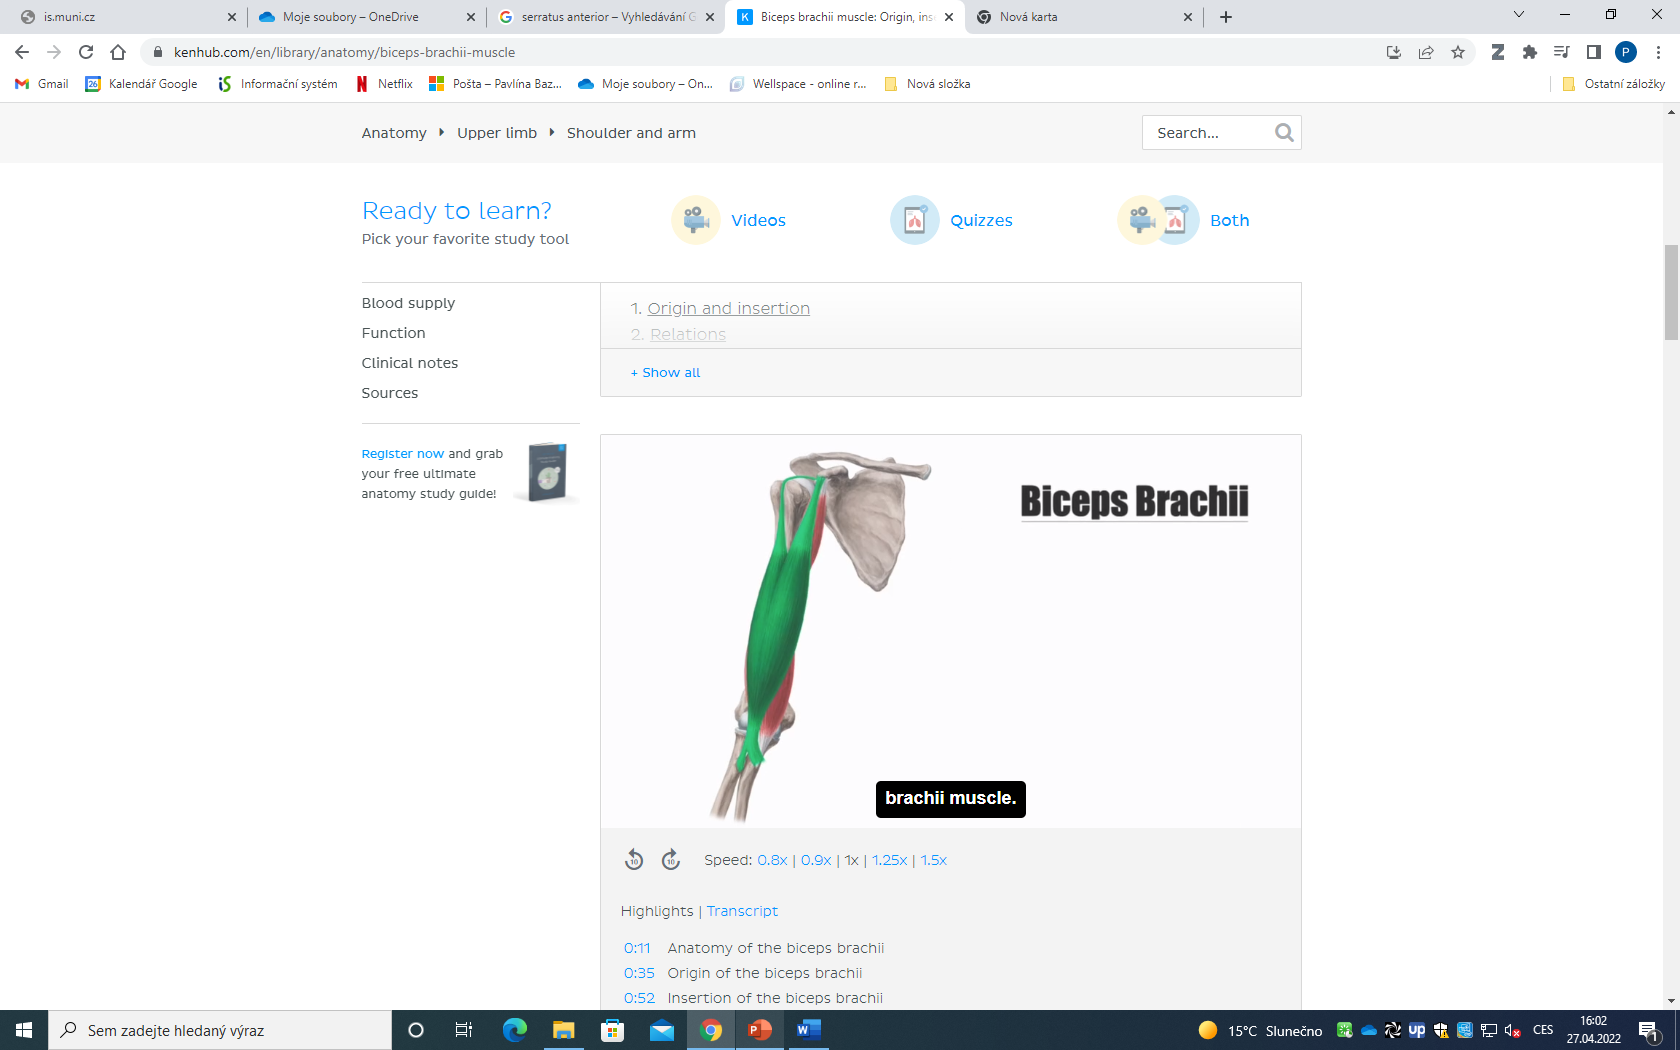 is.muni.cz
Moje soubory – OneDrive
serratus anterior – Vyhledávání G
Biceps brachii muscle: Origin, ins
Nová karta
kenhub.com/en/library/anatomy/biceps-brachii-muscle
P
Gmail
26 Kalendář Google
Informační systém
Netflix
Pošta – Pavlína Baz...
Moje soubory – On...
Wellspace - online r...
Nová složka
Ostatní záložky
Anatomy Upper limb Shoulder and arm
Search...
Ready to learn?
Pick your favorite study tool
Videos
Quizzes
Both
Blood supply
Function
Clinical notes
Sources
Register now and grab
your free ultimate
anatomy study guide!
1. Origin and insertion
2. Relations
+ Show all
Biceps Brachii
brachii muscle.
10 10 Speed: 0.8x | 0.9x | 1x | 1.25x | 1.5x
Highlights | Transcript
0:11 Anatomy of the biceps brachii
0:35 Origin of the biceps brachii
0:52 Insertion of the biceps brachii
Sem zadejte hledaný výraz
15°C Slunečno
up
CES
16:02
27.04.2022
1